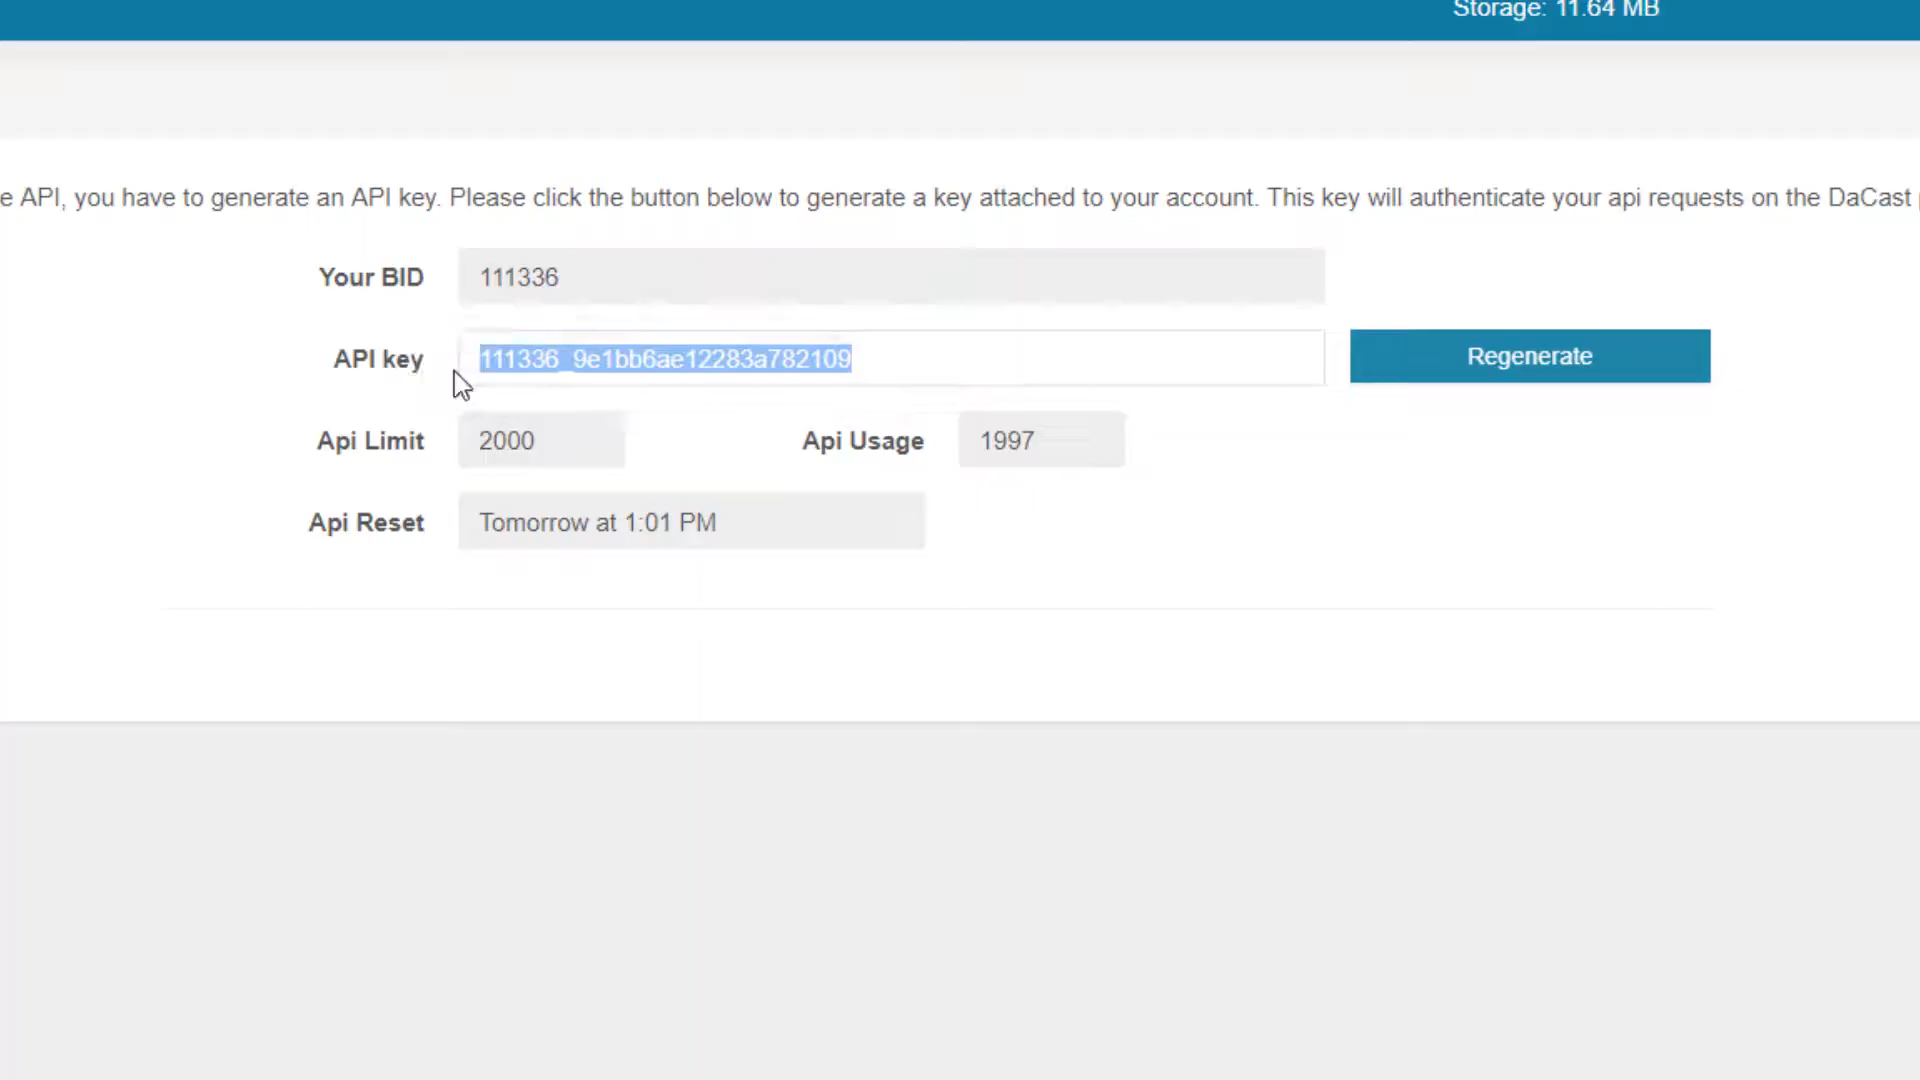 Storage: 11.64 MB
e API, you have to generate an API key. Please click the button below to generate a key attached to your account. This key will authenticate your api requests on the DaCast
Your BID 111336
API key 111336_9e1bb6ae12283a782109 Regenerate
Api Limit 2000 Api Usage 1997
Api Reset Tomorrow at 1:01 PM